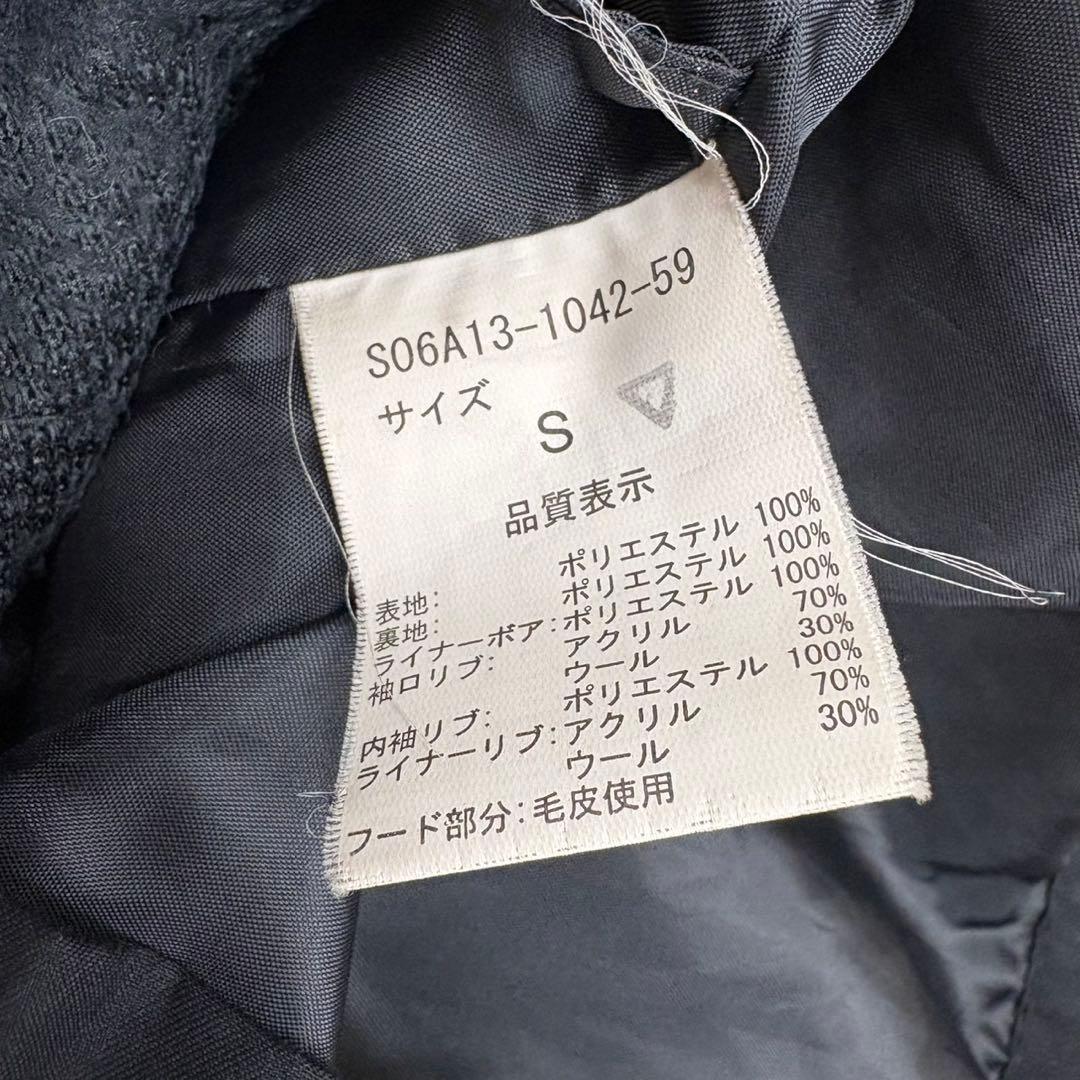 S06A13-1042-59
サイズ
S
品質表示
表地: ポリエステル 100%
裏地: ポリエステル 100%
ライナーボア:ポリエステル 100%
袖口リブ: アクリル 70%
ウール 30%
内袖リブ: ポリエステル 100%
ライナーリブ:アクリル 70%
ウール 30%
フード部分:毛皮使用